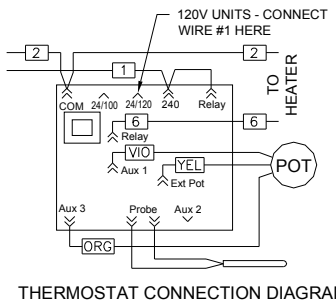 120V UNITS - CONNECT
WIRE #1 HERE
2
2
1
TO
HEATER
COM
24/100
24/120
240
Relay
6
6
Relay
VIO
Aux 1
YEL
Ext Pot
POT
Aux 3
Probe
Aux 2
ORG
THERMOSTAT CONNECTION DIAGRA